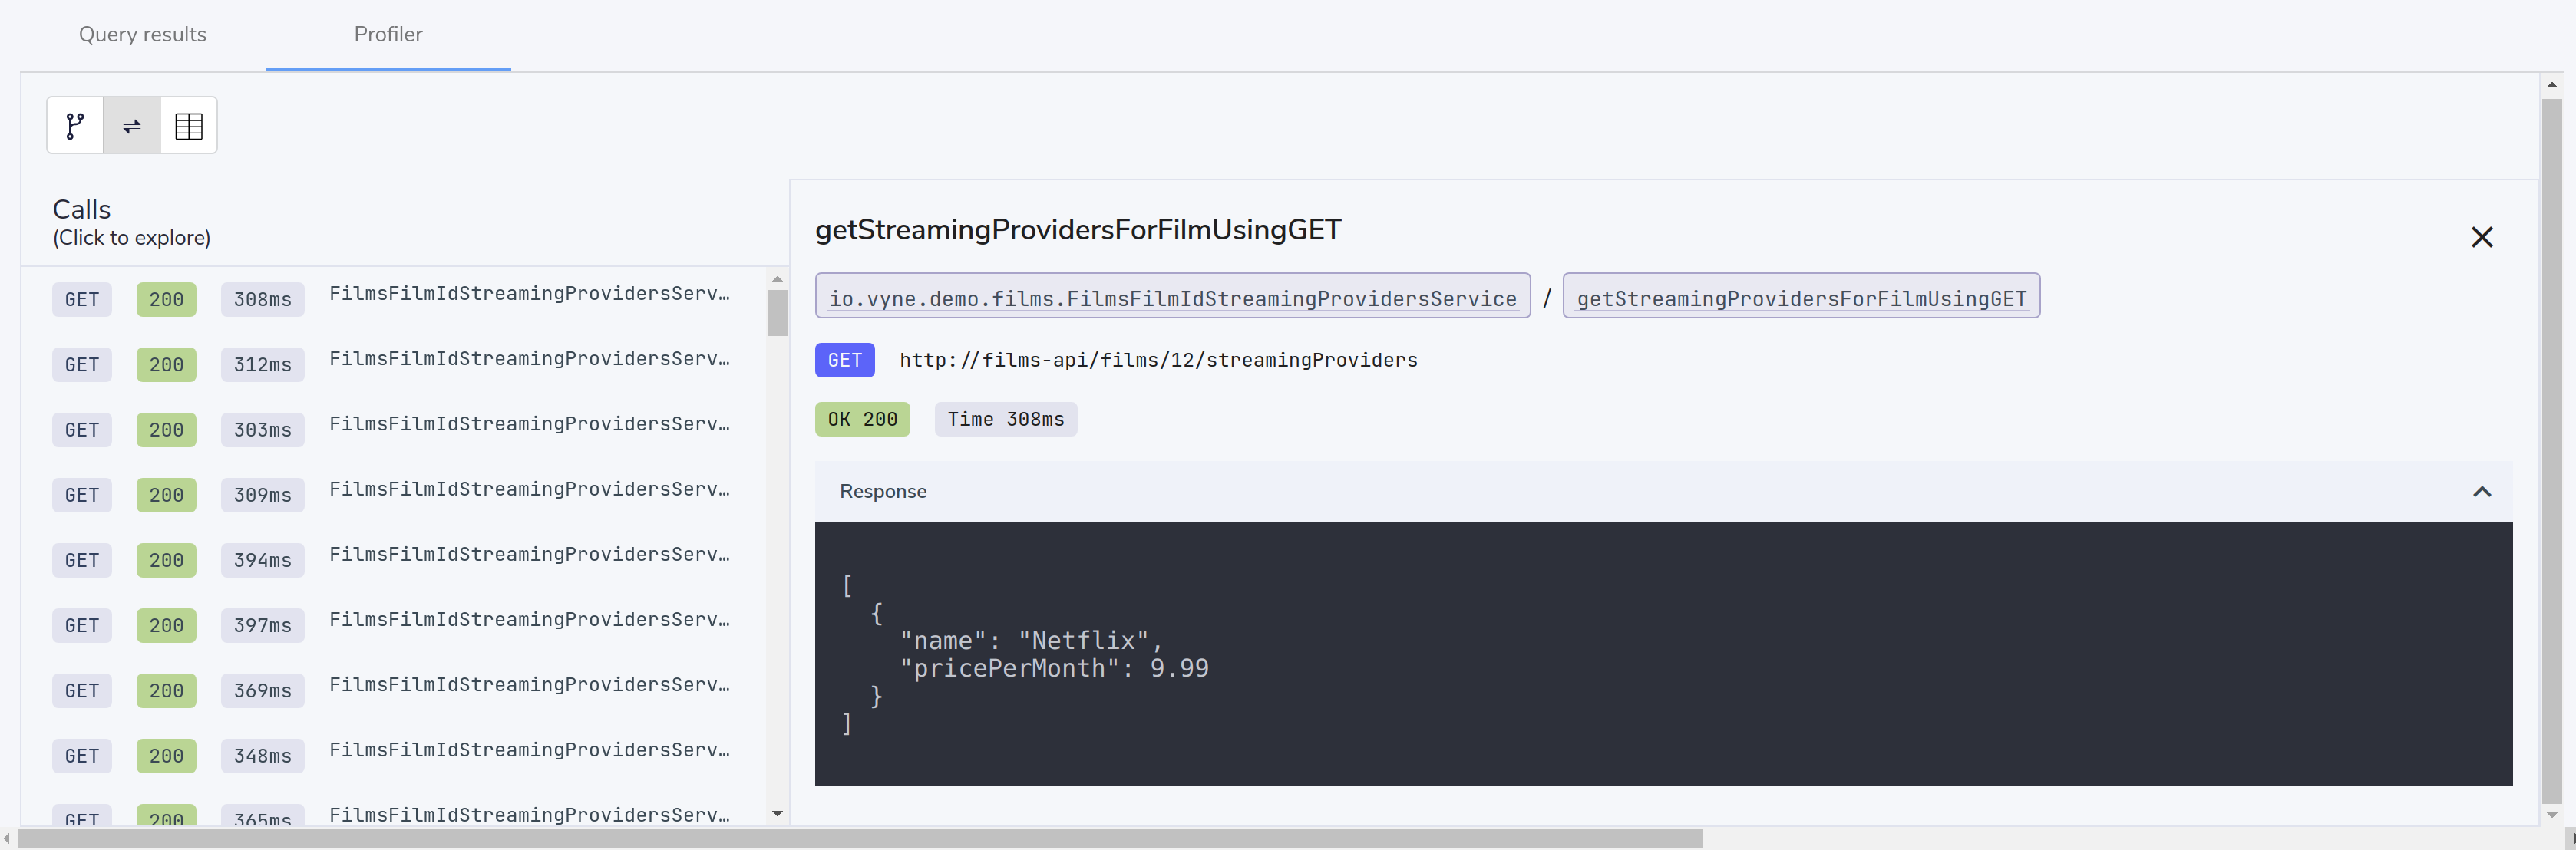 Query results Profiler
Calls
(Click to explore)
GET 200 308ms FilmsFilmIdStreamingProvidersServ…
GET 200 312ms FilmsFilmIdStreamingProvidersServ…
GET 200 303ms FilmsFilmIdStreamingProvidersServ…
GET 200 309ms FilmsFilmIdStreamingProvidersServ…
GET 200 394ms FilmsFilmIdStreamingProvidersServ…
GET 200 397ms FilmsFilmIdStreamingProvidersServ…
GET 200 369ms FilmsFilmIdStreamingProvidersServ…
GET 200 348ms FilmsFilmIdStreamingProvidersServ…
GET 200 365ms FilmsFilmIdStreamingProvidersServ…
getStreamingProvidersForFilmUsingGET
io.vyne.demo.films.FilmsFilmIdStreamingProvidersService / getStreamingProvidersForFilmUsingGET
GET http://films-api/films/12/streamingProviders
OK 200 Time 308ms
Response
[
{
"name": "Netflix",
"pricePerMonth": 9.99
}
]